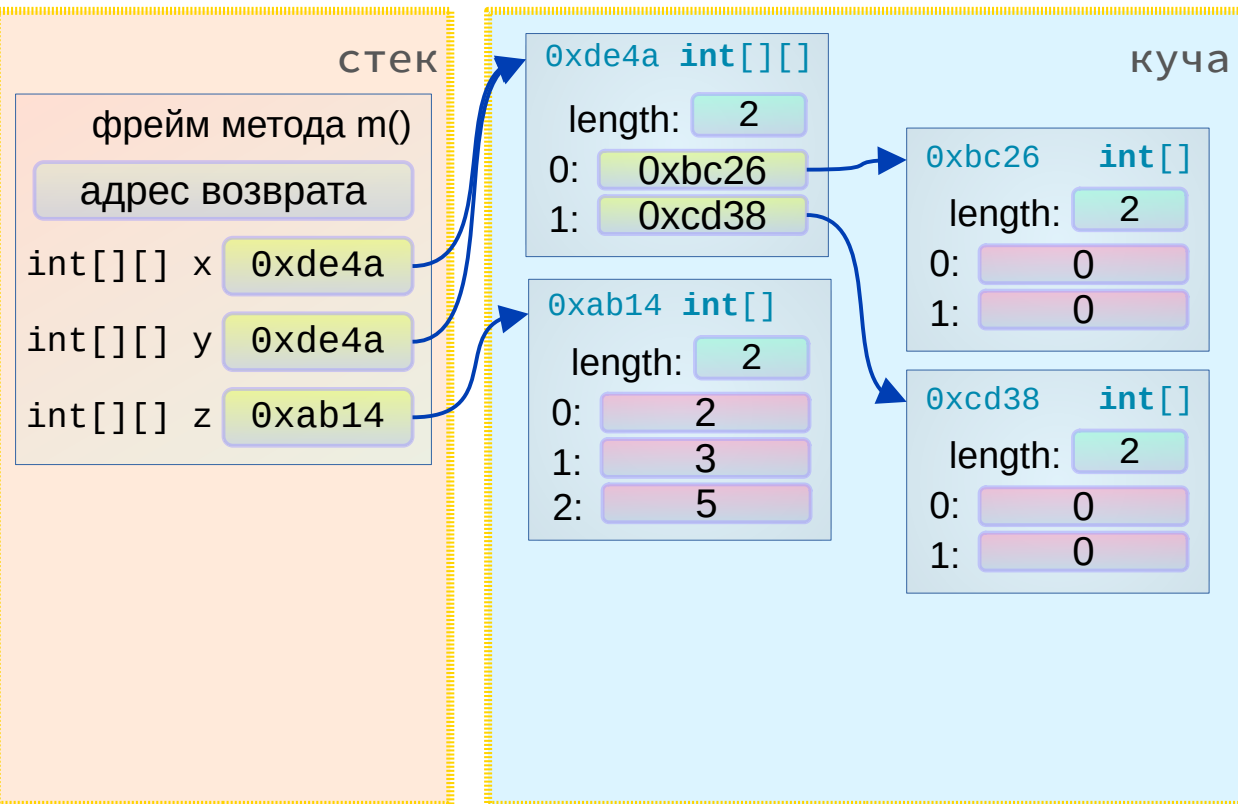 стек
фрейм метода m()
адрес возврата
int[][] x 0xde4a
int[][] y 0xde4a
int[][] z 0xab14
куча
0xde4a int[][]
length: 2
0: 0xbc26
1: 0xcd38
0xab14 int[]
length: 2
0: 2
1: 3
2: 5
0xbc26 int[]
length: 2
0: 0
1: 0
0xcd38 int[]
length: 2
0: 0
1: 0